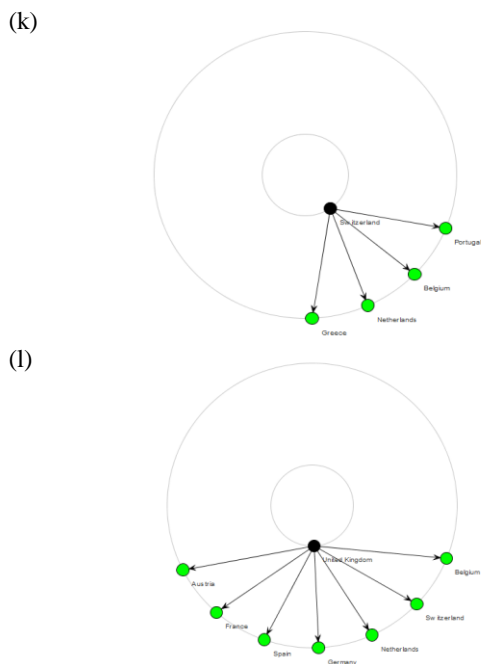 (k)
Switzerland
Portugal
Belgium
Netherlands
Greece
(l)
United Kingdom
Belgium
Austria
Switzerland
France
Netherlands
Spain
Germany